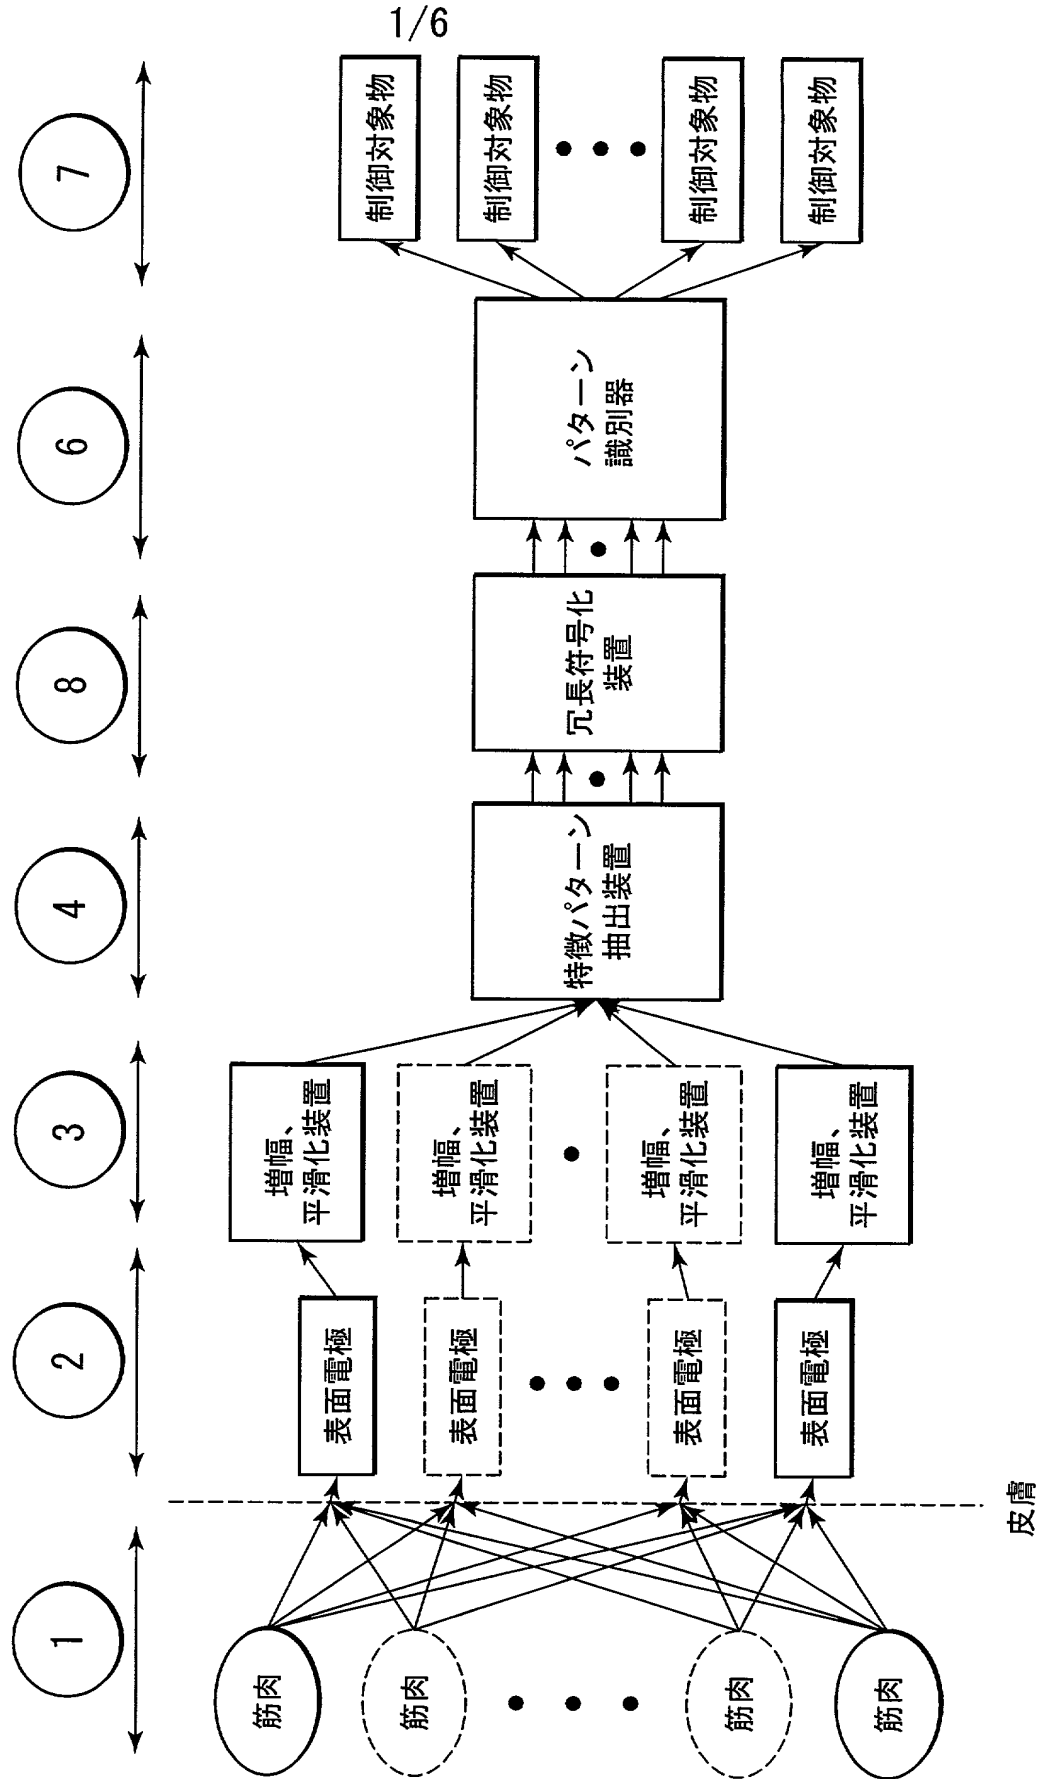 1/6
1
2
3
4
8
6
7
筋肉
筋肉
筋肉
筋肉
皮膚
表面電極
表面電極
表面電極
表面電極
増幅、
平滑化装置
増幅、
平滑化装置
増幅、
平滑化装置
増幅、
平滑化装置
特徴パターン
抽出装置
冗長符号化
装置
パターン
識別器
制御対象物
制御対象物
制御対象物
制御対象物